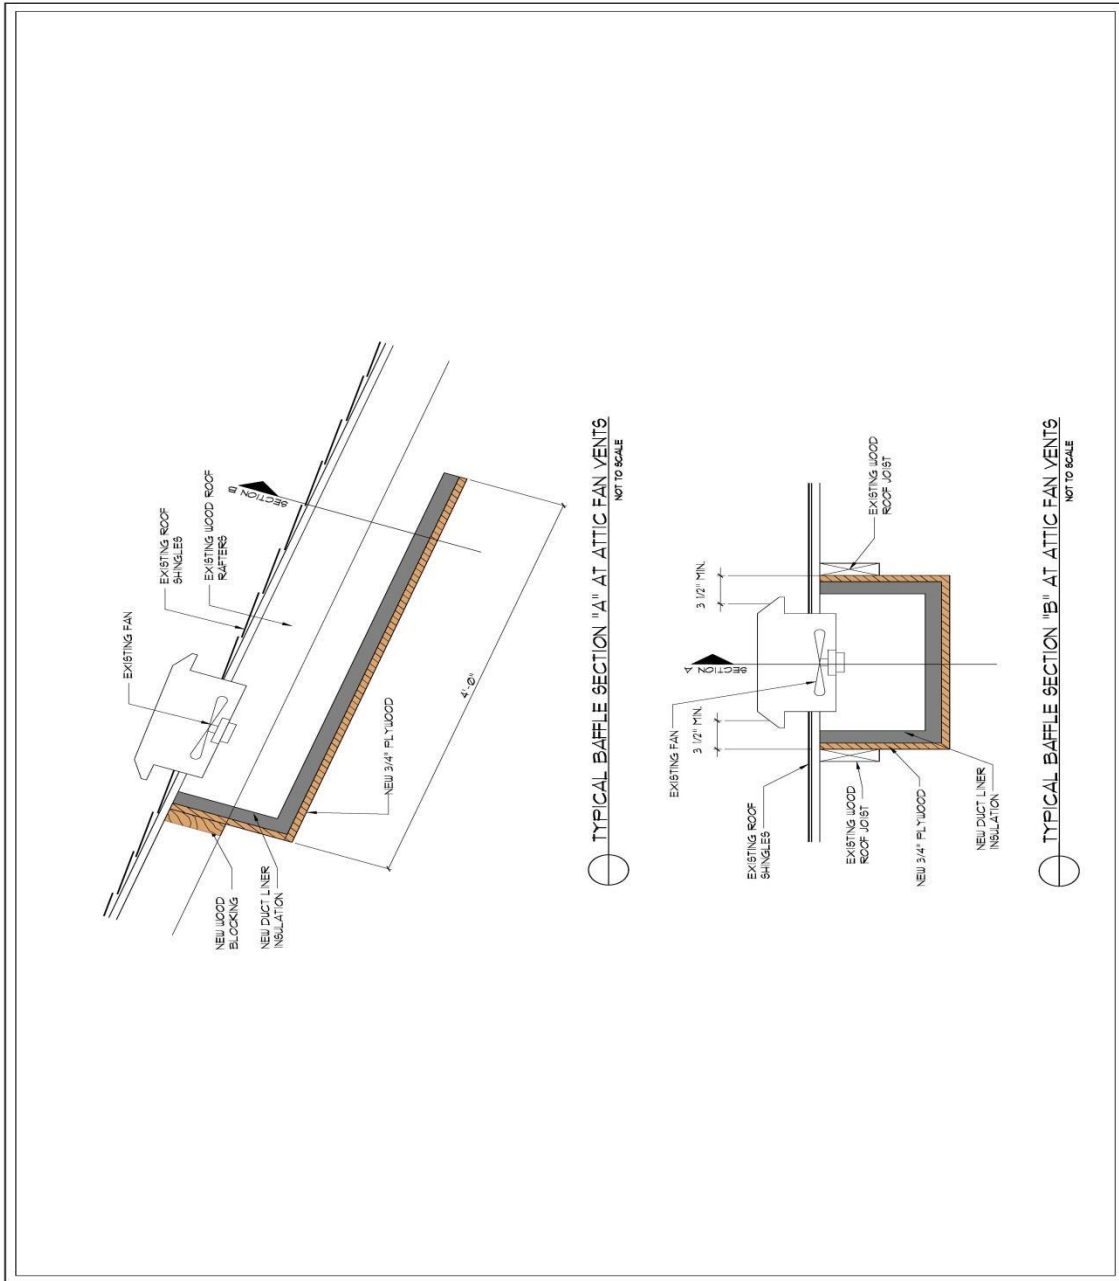 EXISTING FAN
EXISTING ROOF
SHINGLES
EXISTING WOOD ROOF
RAFTERS
SECTION B
NEW WOOD
BLOCKING
NEW DUCT LINER
INSULATION
NEW 3/4" PLYWOOD
4'-0"
TYPICAL BAFFLE SECTION "A" AT ATTIC FAN VENTS
NOT TO SCALE
EXISTING FAN
3 1/2" MIN.
3 1/2" MIN.
SECTION A
EXISTING ROOF
SHINGLES
EXISTING WOOD
ROOF JOIST
EXISTING WOOD
ROOF JOIST
NEW 3/4" PLYWOOD
NEW DUCT LINER
INSULATION
TYPICAL BAFFLE SECTION "B" AT ATTIC FAN VENTS
NOT TO SCALE